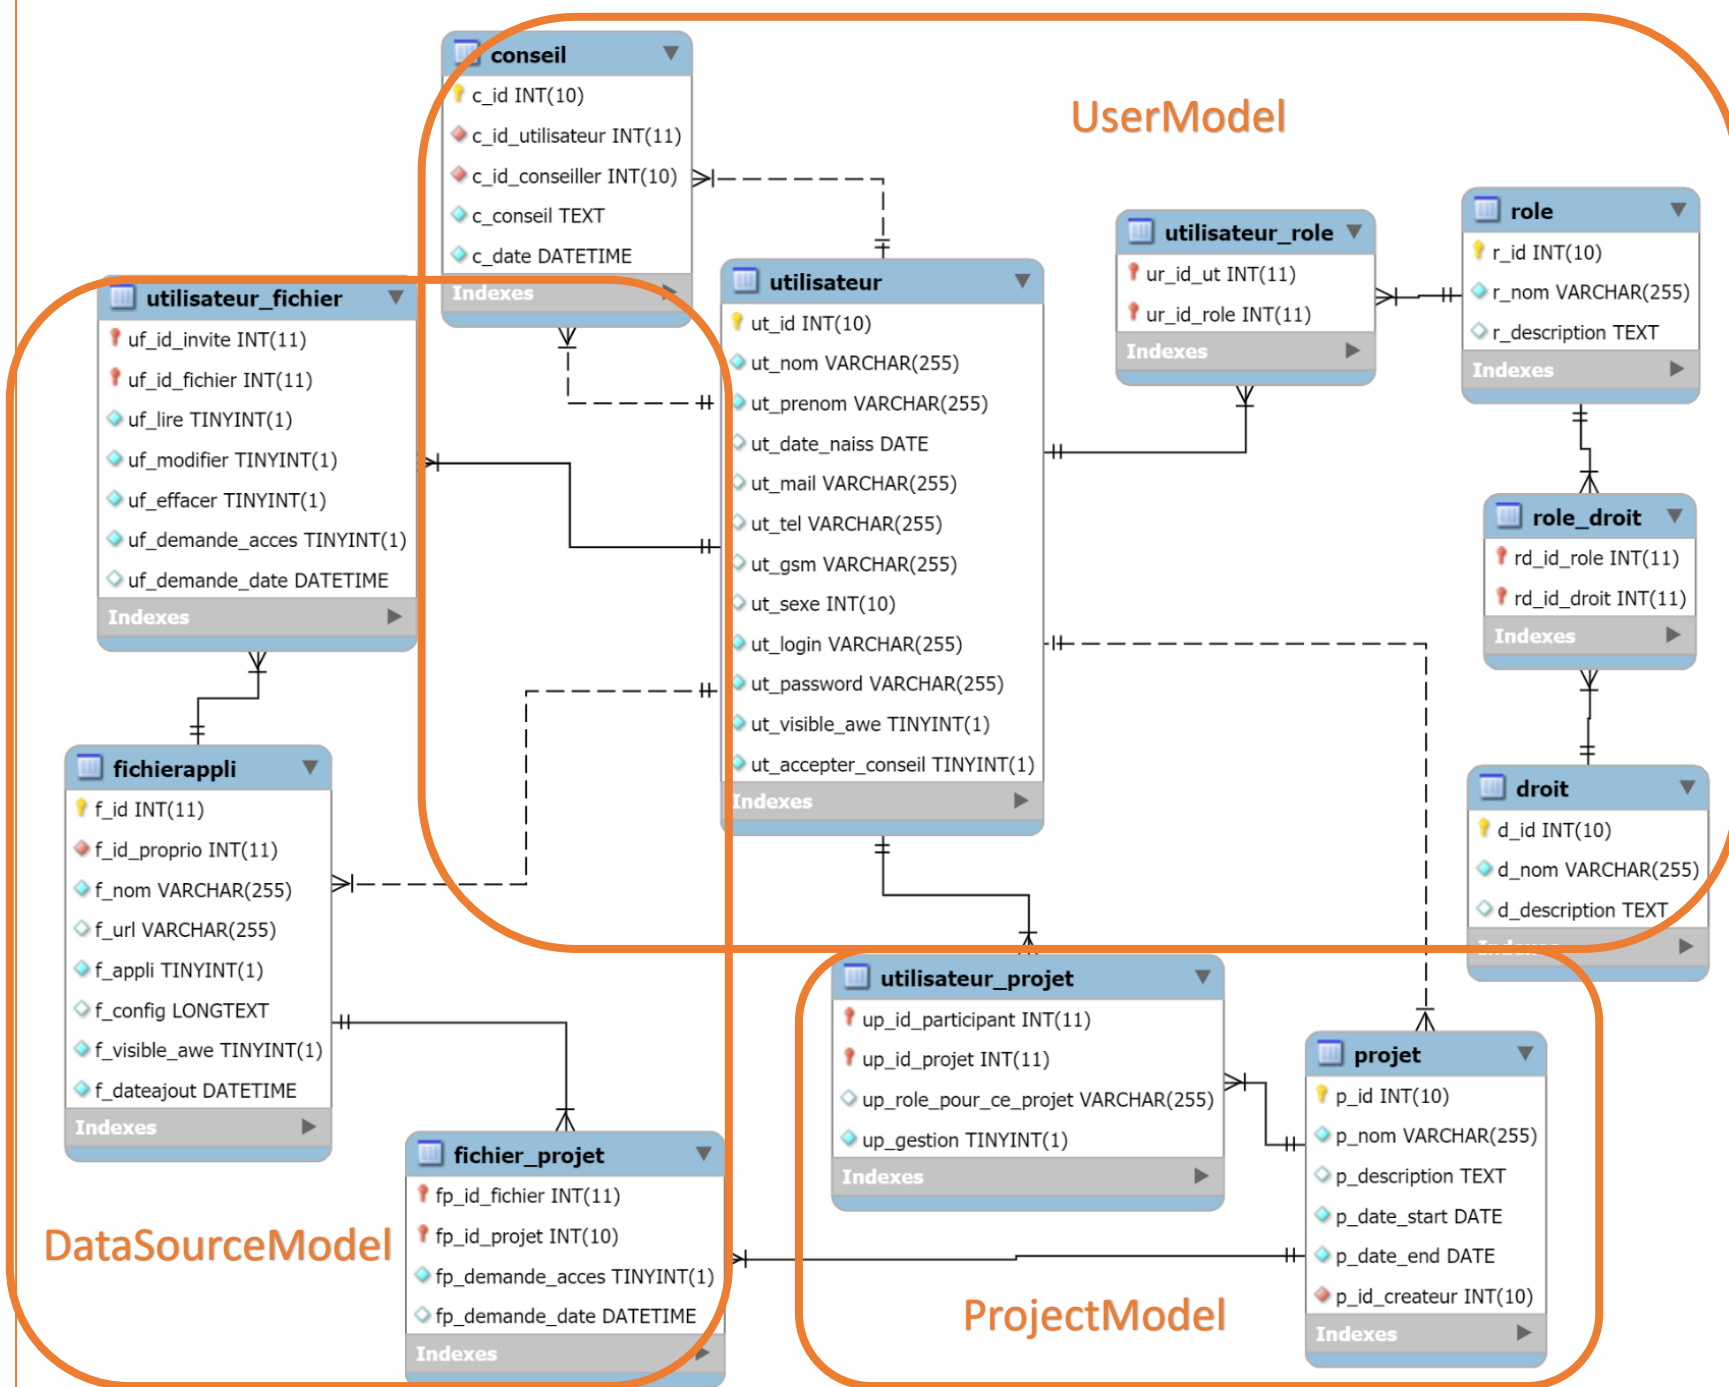 UserModel
conseil
c_id INT(10)
c_id_utilisateur INT(11)
c_id_conseiller INT(10)
c_conseil TEXT
c_date DATETIME
Indexes
utilisateur_role
ur_id_ut INT(11)
ur_id_role INT(11)
Indexes
role
r_id INT(10)
r_nom VARCHAR(255)
r_description TEXT
Indexes
utilisateur_fichier
uf_id_invite INT(11)
uf_id_fichier INT(11)
uf_lire TINYINT(1)
uf_modifier TINYINT(1)
uf_effacer TINYINT(1)
uf_demande_acces TINYINT(1)
uf_demande_date DATETIME
Indexes
utilisateur
ut_id INT(10)
ut_nom VARCHAR(255)
ut_prenom VARCHAR(255)
ut_date_naiss DATE
ut_mail VARCHAR(255)
ut_tel VARCHAR(255)
ut_gsm VARCHAR(255)
ut_sexe INT(10)
ut_login VARCHAR(255)
ut_password VARCHAR(255)
ut_visible_awe TINYINT(1)
ut_accepter_conseil TINYINT(1)
Indexes
role_droit
rd_id_role INT(11)
rd_id_droit INT(11)
Indexes
fichierappli
f_id INT(11)
f_id_proprio INT(11)
f_nom VARCHAR(255)
f_url VARCHAR(255)
f_appli TINYINT(1)
f_config LONGTEXT
f_visible_awe TINYINT(1)
f_dateajout DATETIME
Indexes
droit
d_id INT(10)
d_nom VARCHAR(255)
d_description TEXT
Indexes
utilisateur_projet
up_id_participant INT(11)
up_id_projet INT(11)
up_role_pour_ce_projet VARCHAR(255)
up_gestion TINYINT(1)
Indexes
projet
p_id INT(10)
p_nom VARCHAR(255)
p_description TEXT
p_date_start DATE
p_date_end DATE
p_id_createur INT(10)
Indexes
fichier_projet
fp_id_fichier INT(11)
fp_id_projet INT(10)
fp_demande_acces TINYINT(1)
fp_demande_date DATETIME
Indexes
DataSourceModel
ProjectModel